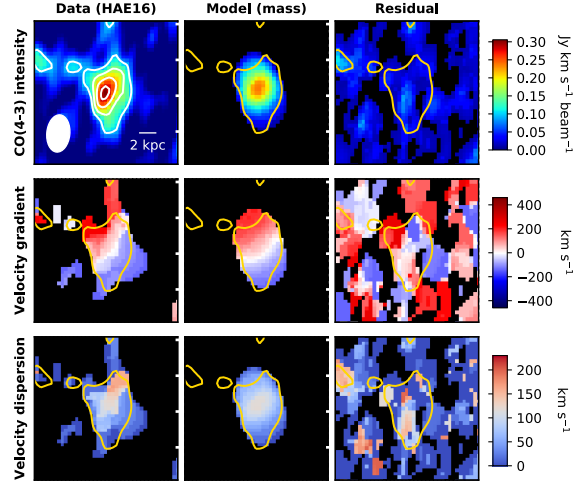 Data (HAE16) Model (mass) Residual
CO(4–3) intensity
2 kpc
0.30
0.25
0.20
0.15
0.10
0.05
0.00
Jy km s⁻¹ beam⁻¹
Velocity gradient
400
200
0
−200
−400
km s⁻¹
Velocity dispersion
200
150
100
50
0
km s⁻¹